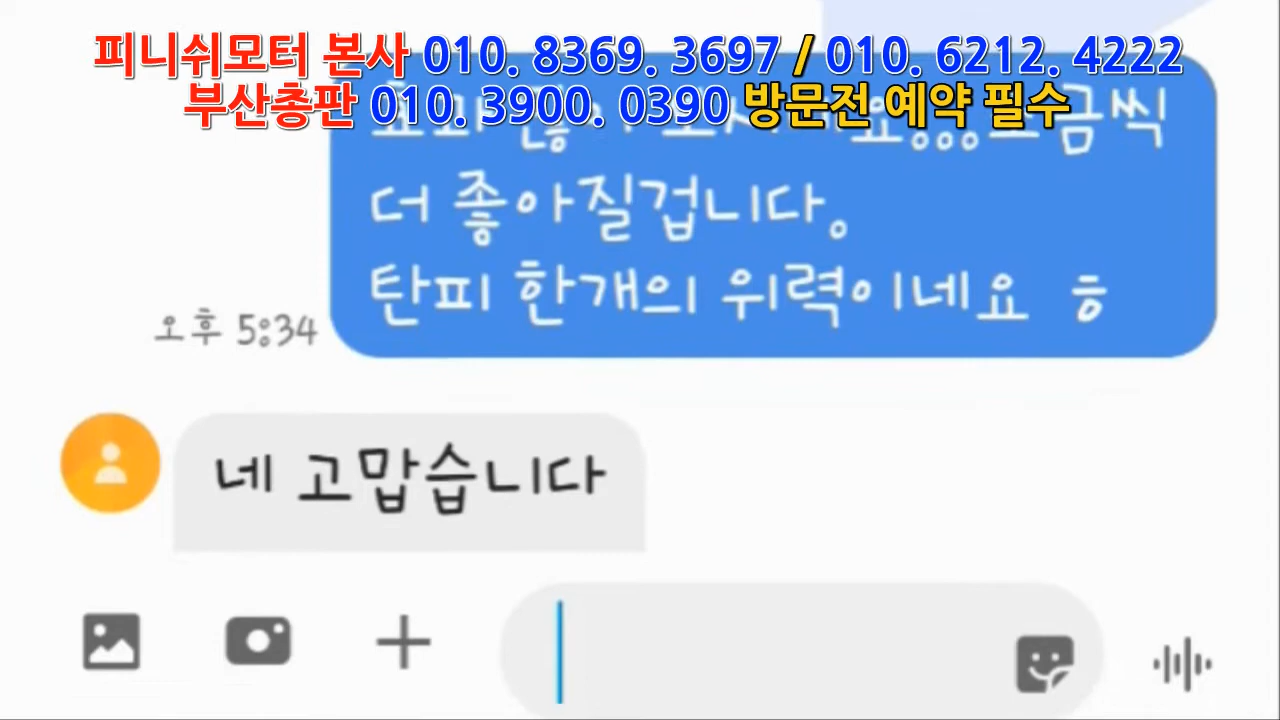 피니쉬모터 본사 010. 8369. 3697 / 010. 6212. 4222
부산총판 010. 3900. 0390 방문전 예약 필수
더 좋아질겁니다.
탄피 한개의 위력이네요 ㅎ
오후 5:34
네 고맙습니다